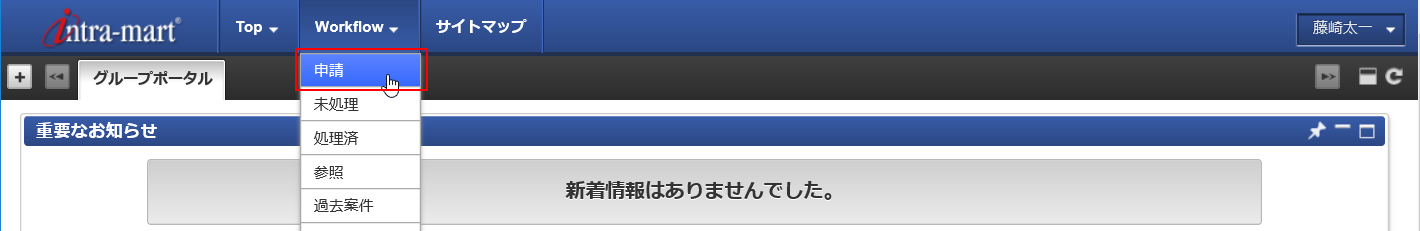 intra-mart®
Top
Workflow
サイトマップ
藤崎太一
グループポータル
申請
未処理
処理済
参照
過去案件
重要なお知らせ
新着情報はありませんでした。